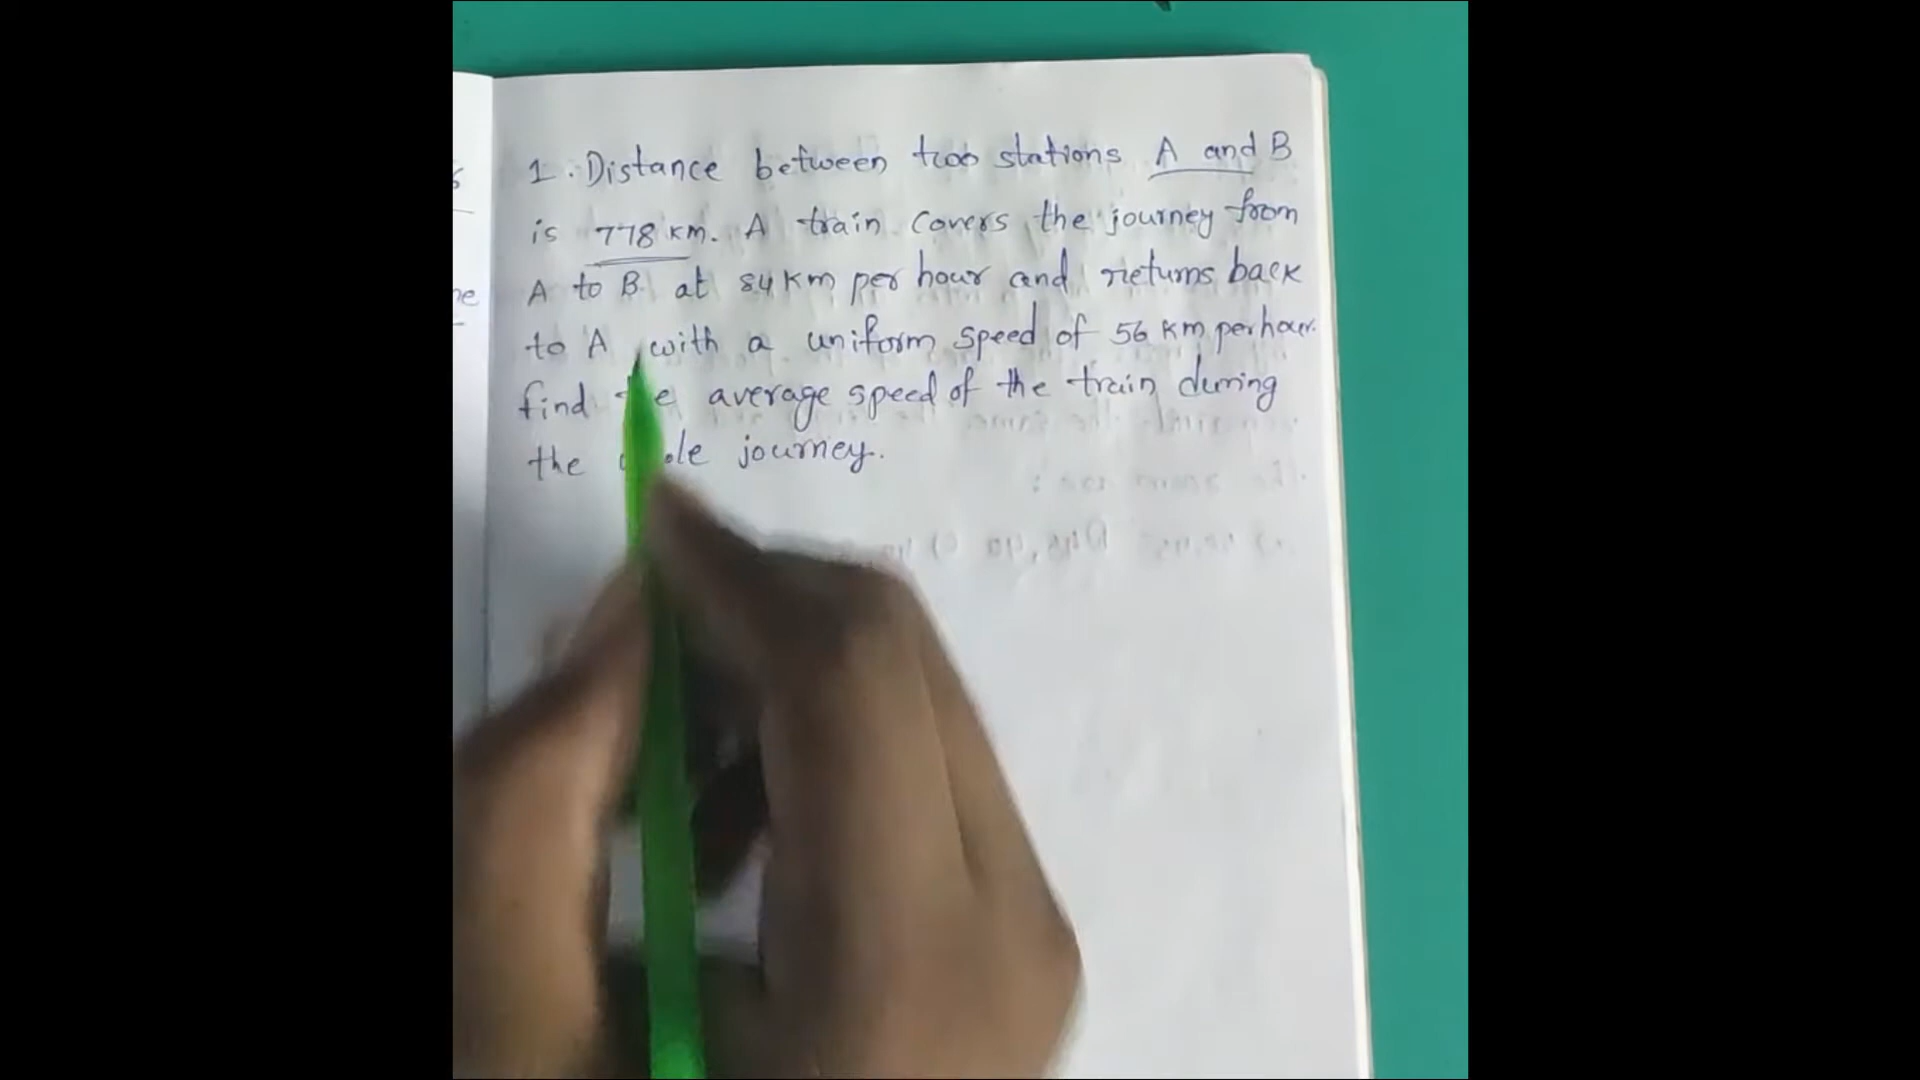 1. Distance between two stations A and B
is 778 km. A train covers the journey from
A to B at 84 km per hour and returns back
to A with a uniform speed of 56 km per hour.
find average speed of the train during
the journey.